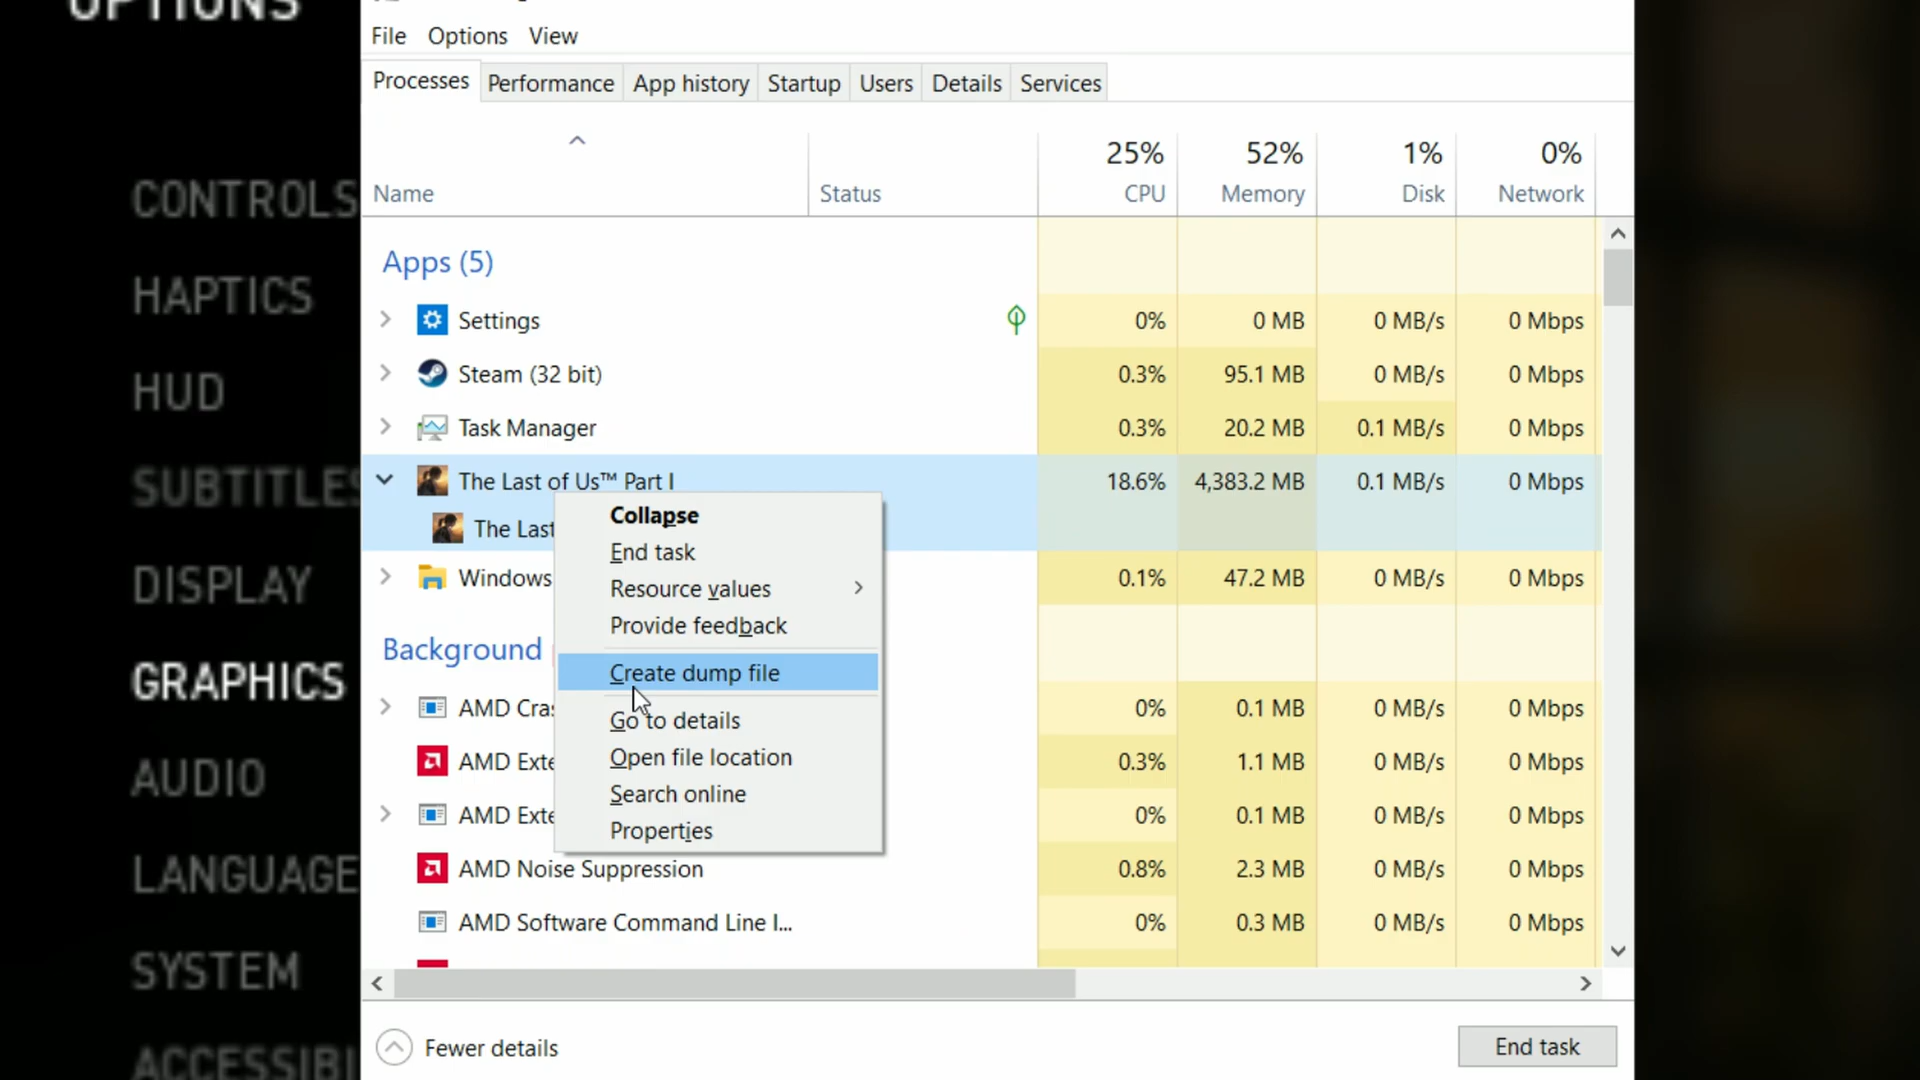 OPTIONS
CONTROLS
HAPTICS
HUD
SUBTITLES
DISPLAY
GRAPHICS
AUDIO
LANGUAGE
SYSTEM
File Options View
Processes Performance App history Startup Users Details Services
25% 52% 1% 0%
Name Status CPU Memory Disk Network
Apps (5)
Settings 0% 0 MB 0 MB/s 0 Mbps
Steam (32 bit) 0.3% 95.1 MB 0 MB/s 0 Mbps
Task Manager 0.3% 20.2 MB 0.1 MB/s 0 Mbps
The Last of Us™ Part I 18.6% 4,383.2 MB 0.1 MB/s 0 Mbps
The Last
Windows 0.1% 47.2 MB 0 MB/s 0 Mbps
Background
AMD Cras 0% 0.1 MB 0 MB/s 0 Mbps
AMD Exte 0.3% 1.1 MB 0 MB/s 0 Mbps
AMD Exte 0% 0.1 MB 0 MB/s 0 Mbps
AMD Noise Suppression 0.8% 2.3 MB 0 MB/s 0 Mbps
AMD Software Command Line I... 0% 0.3 MB 0 MB/s 0 Mbps
Collapse
End task
Resource values
Provide feedback
Create dump file
Go to details
Open file location
Search online
Properties
Fewer details
End task